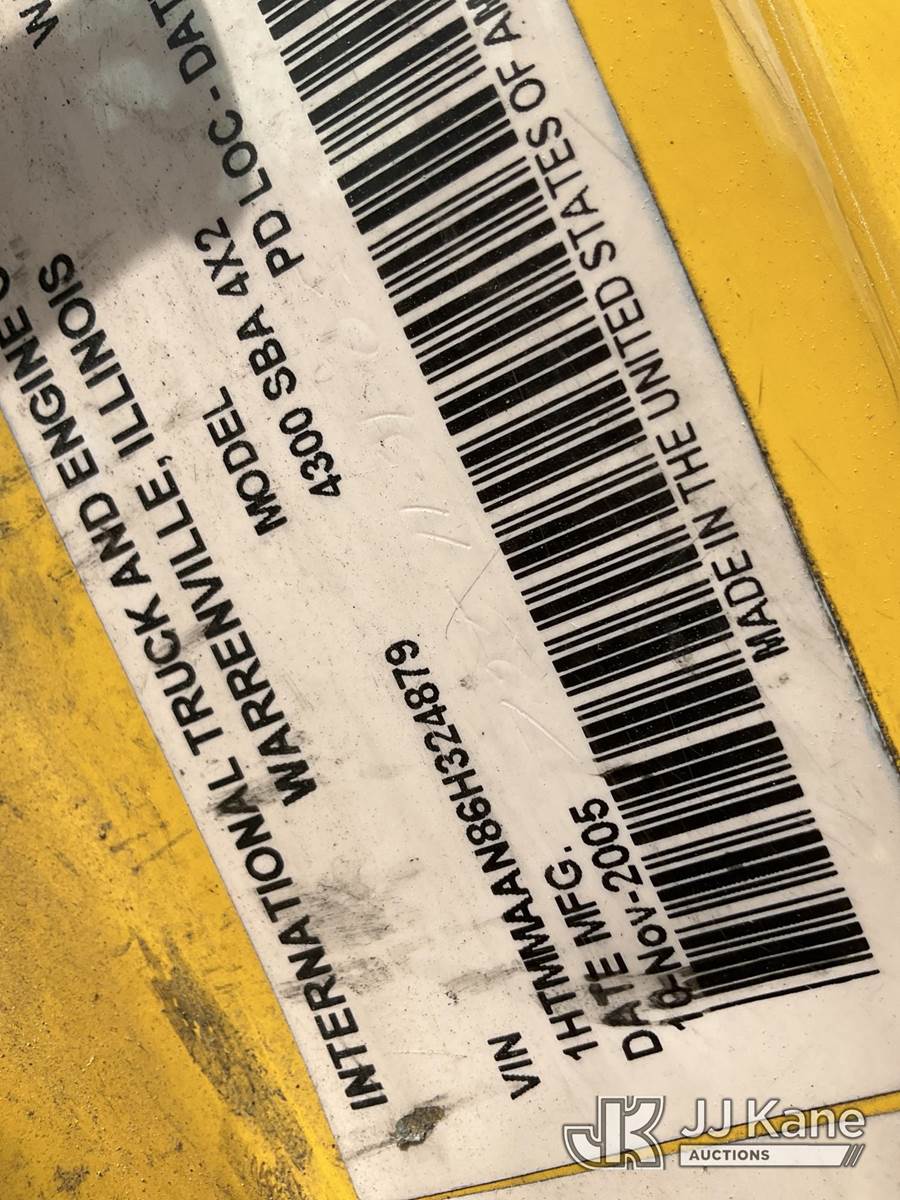 INTERNATIONAL TRUCK AND ENGINE
WARRENVILLE, ILLINOIS
MODEL
4300 SBA 4X2
PD LOC - DAT
VIN
1HTMMAAN86H324879
DATE MFG.
10-Nov-2005
MADE IN THE UNITED STATES OF AM
JK JJ Kane
AUCTIONS